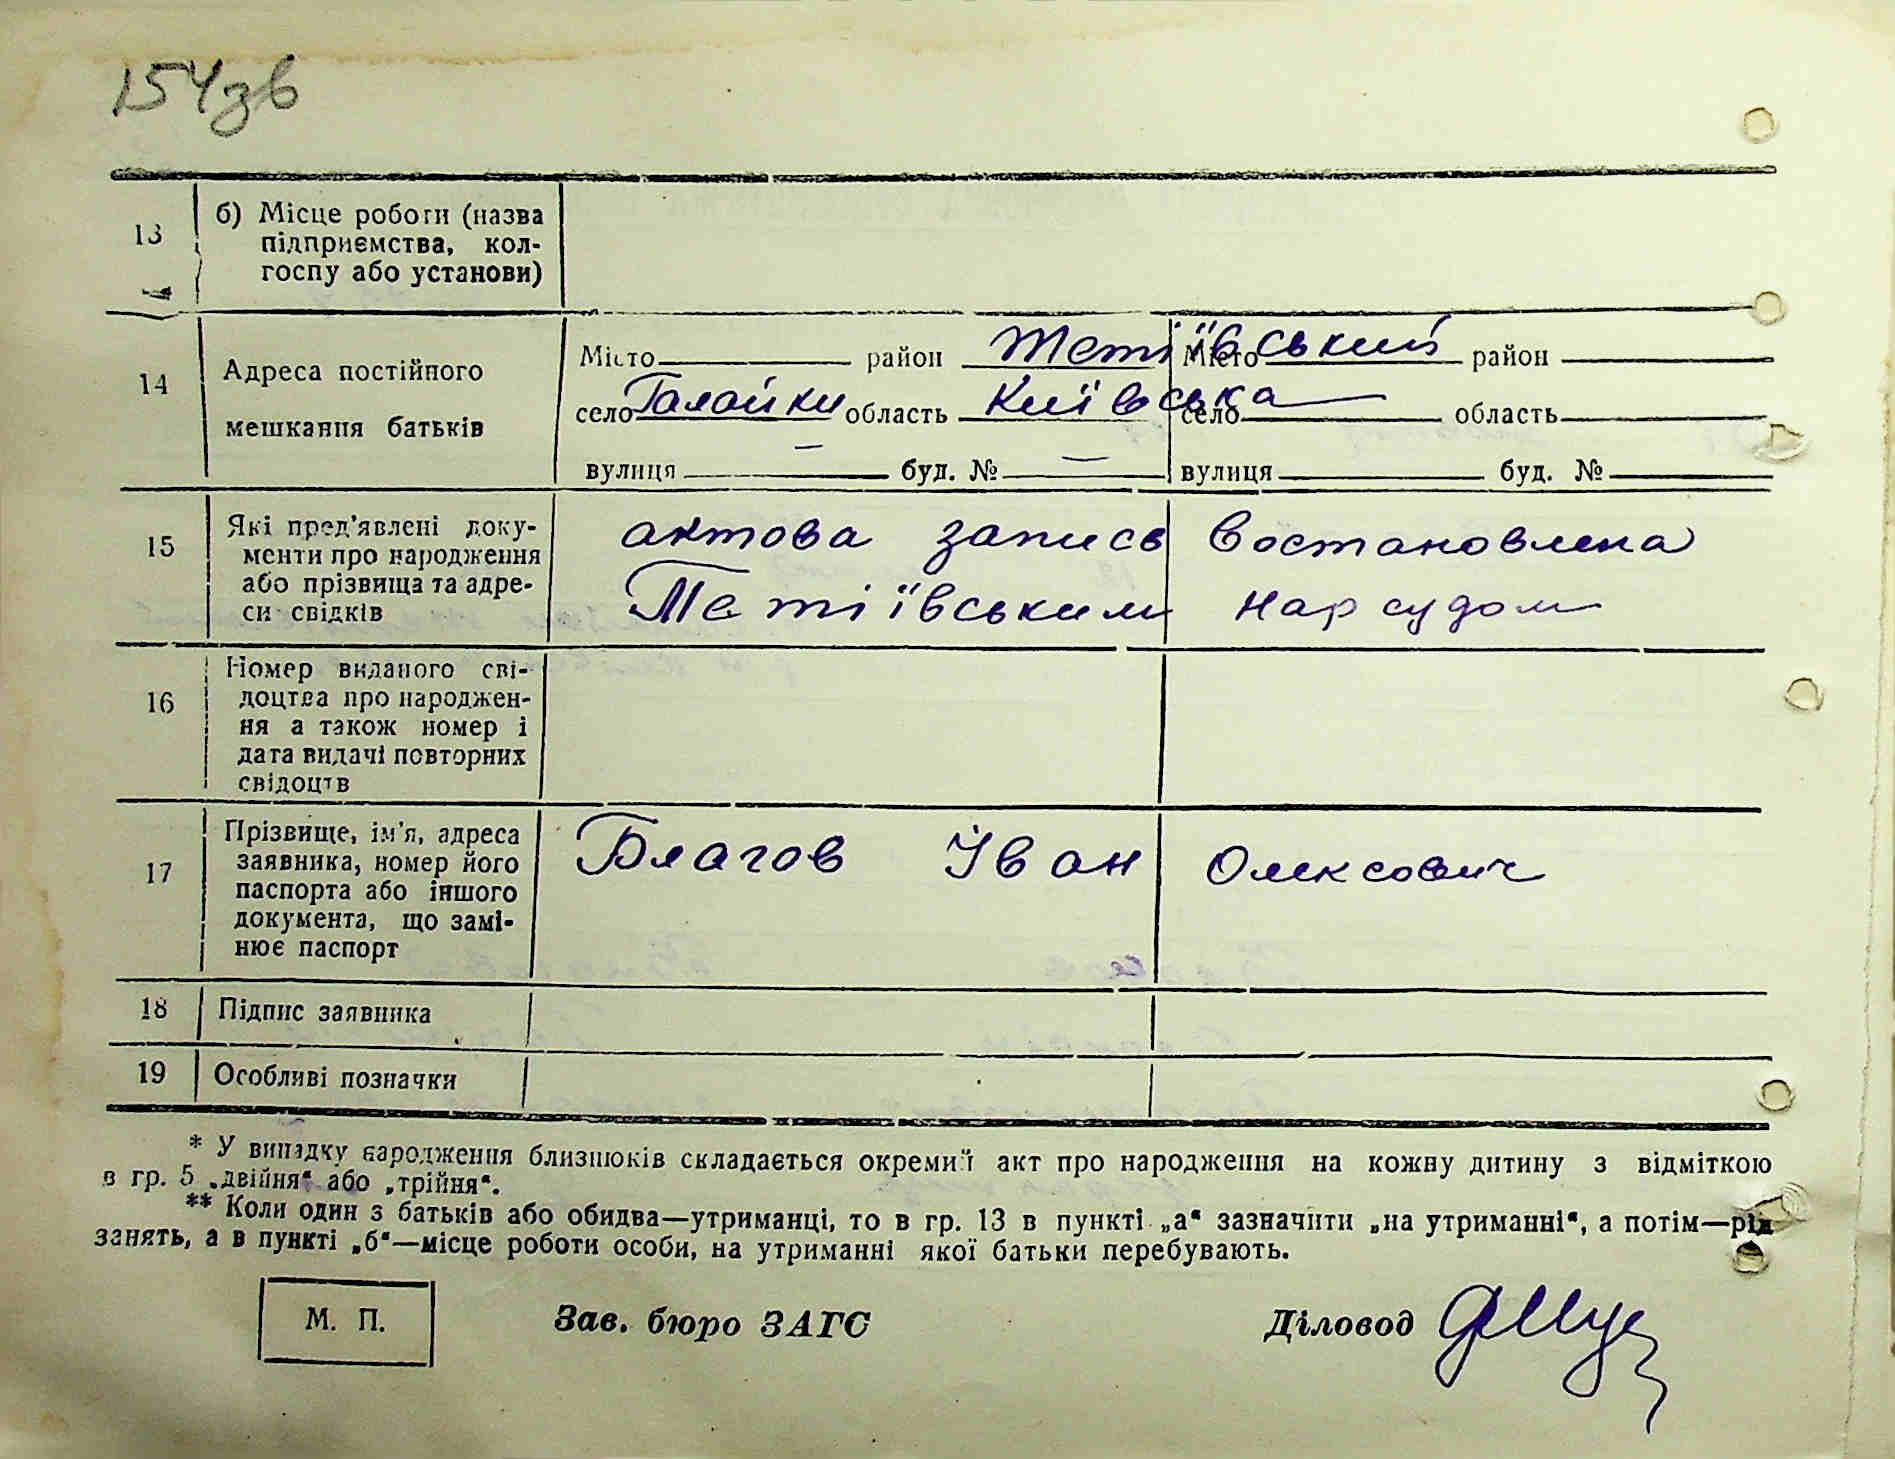 154зв
13 б) Місце роботи (назва
підприємства, кол-
госпу або установи)
14 Адреса постійного
мешкання батьків
Місто район Тетіївський Місто район
село Галайки область Київська село область
вулиця — буд. № — вулиця буд. №
15 Які пред'явлені доку-
менти про народження
або прізвища та адре-
си свідків
актова запись востановлена
Тетіївським нарсудом
16 Номер виданого сві-
доцтва про народжен-
ня а також номер і
дата видачі повторних
свідоцтв
17 Прізвище, ім'я, адреса
заявника, номер його
паспорта або іншого
документа, що замі-
нює паспорт
Благов Іван Олексович
18 Підпис заявника
19 Особливі позначки
* У випадку народження близнюків складається окремий акт про народження на кожну дитину з відміткою
в гр. 5 „двійня“ або „трійня“.
** Коли один з батьків або обидва—утриманці, то в гр. 13 в пункті „а“ зазначити „на утриманні“, а потім—рід
занять, а в пункті „б“—місце роботи особи, на утриманні якої батьки перебувають.
М. П. Зав. бюро ЗАГС Діловод